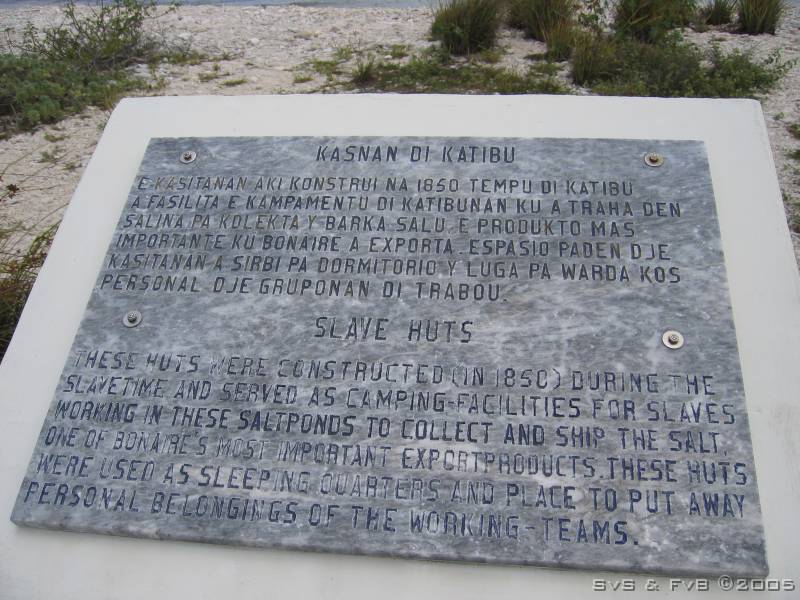 KASNAN DI KATIBU
E KASITANAN AKI KONSTRUI NA 1850 TEMPU DI KATIBU
A FASILITA E KAMPAMENTU DI KATIBUNAN KU A TRAHA DEN
SALINA PA KOLEKTA Y BARKA SALU, E PRODUKTO MAS
IMPORTANTE KU BONAIRE A EXPORTA. ESPASIO PADEN DJE
KASITANAN A SIRBI PA DORMITORIO Y LUGA PA WARDA KOS
PERSONAL DJE GRUPONAN DI TRABOU.
SLAVE HUTS
THESE HUTS WERE CONSTRUCTED (IN 1850) DURING THE
SLAVETIME AND SERVED AS CAMPING-FACILITIES FOR SLAVES
WORKING IN THESE SALTPONDS TO COLLECT AND SHIP THE SALT,
ONE OF BONAIRE'S MOST IMPORTANT EXPORTPRODUCTS. THESE HUTS
WERE USED AS SLEEPING QUARTERS AND PLACE TO PUT AWAY
PERSONAL BELONGINGS OF THE WORKING-TEAMS.
SVS & FVB ©2005